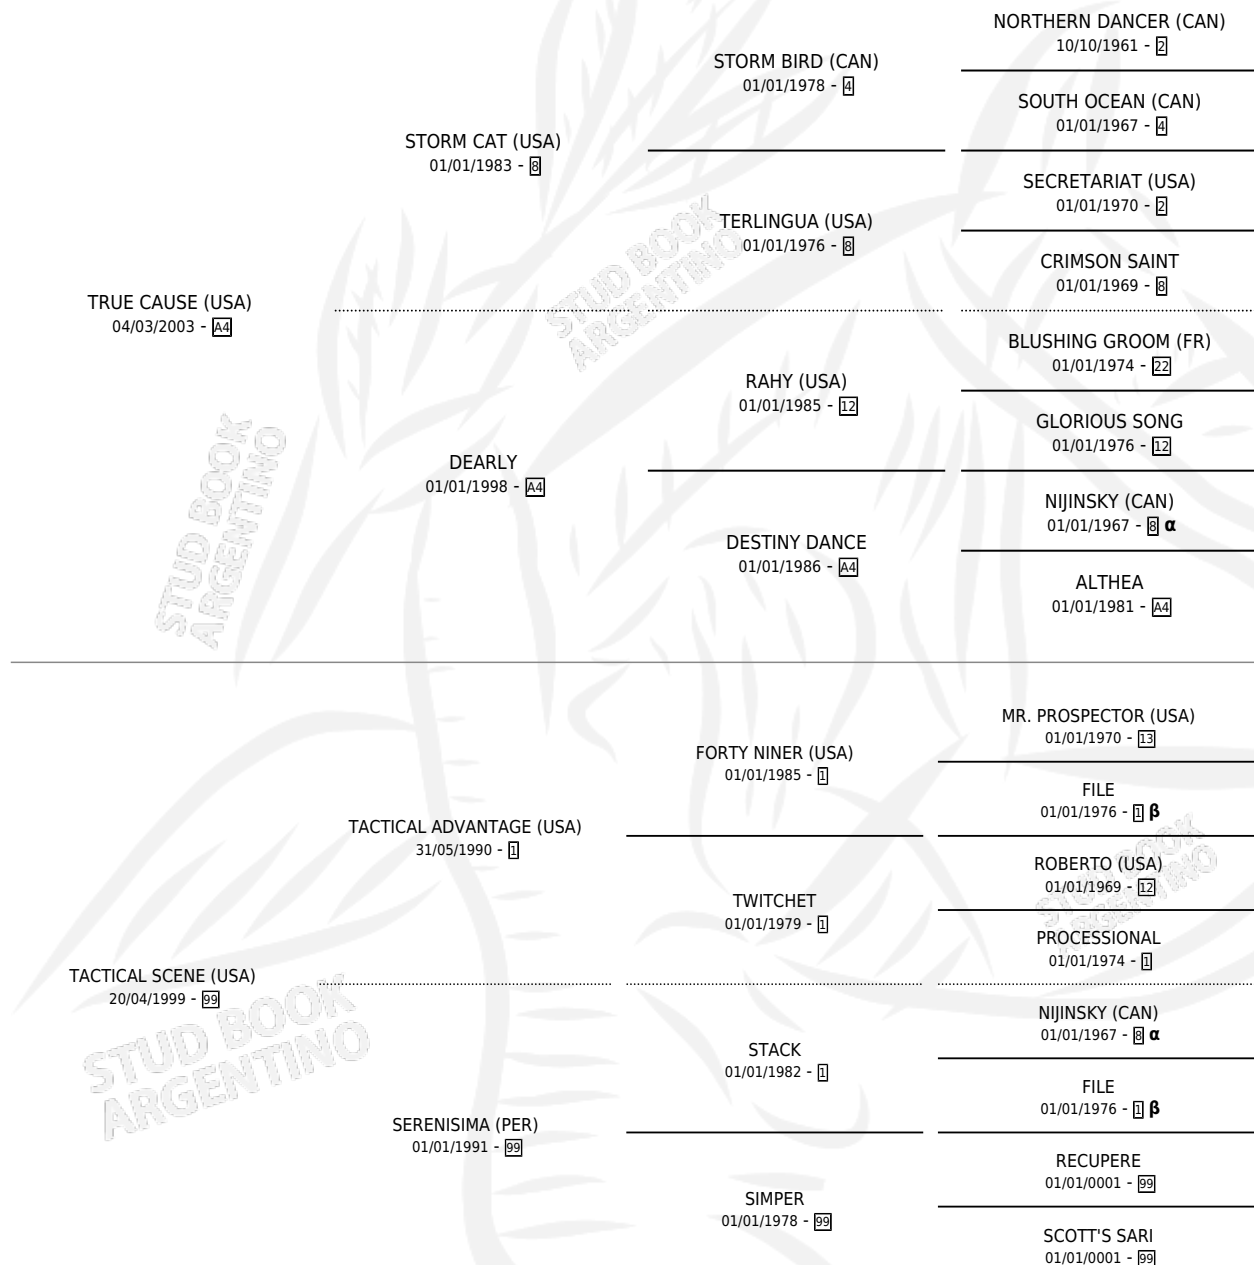 NORTHERN DANCER (CAN)
10/10/1961 - 2
STORM BIRD (CAN)
01/01/1978 - 4
SOUTH OCEAN (CAN)
01/01/1967 - 4
STORM CAT (USA)
01/01/1983 - 8
SECRETARIAT (USA)
01/01/1970 - 2
TERLINGUA (USA)
01/01/1976 - 8
CRIMSON SAINT
01/01/1969 - 8
TRUE CAUSE (USA)
04/03/2003 - A4
BLUSHING GROOM (FR)
01/01/1974 - 22
RAHY (USA)
01/01/1985 - 12
GLORIOUS SONG
01/01/1976 - 12
DEARLY
01/01/1998 - A4
NIJINSKY (CAN)
01/01/1967 - 8 α
DESTINY DANCE
01/01/1986 - A4
ALTHEA
01/01/1981 - A4
MR. PROSPECTOR (USA)
01/01/1970 - 13
FORTY NINER (USA)
01/01/1985 - 1
FILE
01/01/1976 - 1 β
TACTICAL ADVANTAGE (USA)
31/05/1990 - 1
ROBERTO (USA)
01/01/1969 - 12
TWITCHET
01/01/1979 - 1
PROCESSIONAL
01/01/1974 - 1
TACTICAL SCENE (USA)
20/04/1999 - 99
NIJINSKY (CAN)
01/01/1967 - 8 α
STACK
01/01/1982 - 1
FILE
01/01/1976 - 1 β
SERENISIMA (PER)
01/01/1991 - 99
RECUPERE
01/01/0001 - 99
SIMPER
01/01/1978 - 99
SCOTT'S SARI
01/01/0001 - 99
STUD BOOK
ARGENTINO
STUD BOOK
ARGENTINO
STUD BOOK
ARGENTINO
STUD BOOK
ARGENTINO